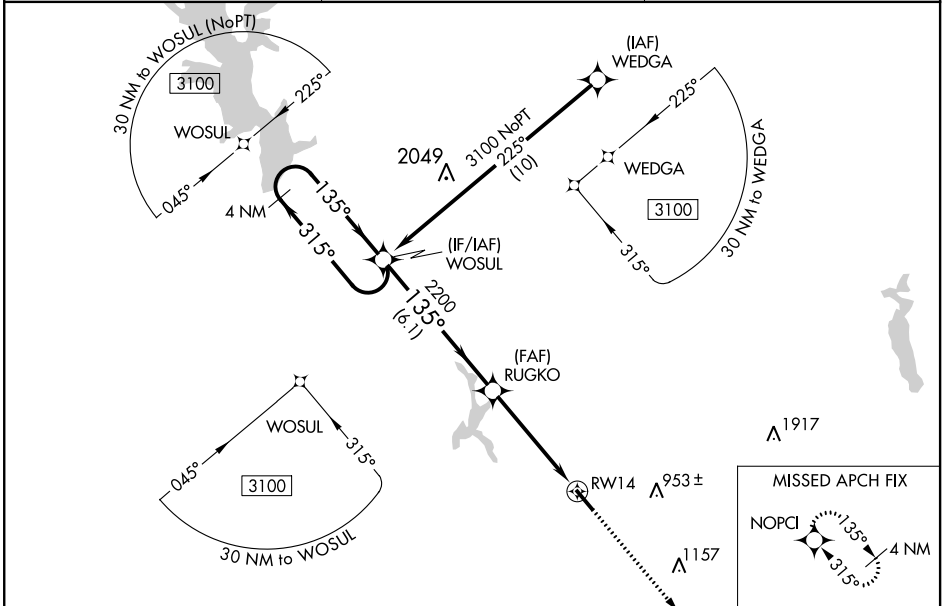 30 NM to WOSUL (NoPT)
3100
225°
WOSUL
045°
(IAF)
WEDGA
3100 NoPT
225°
(10)
2049
225°
WEDGA
3100
315°
30 NM to WEDGA
4 NM
135°
315°
(IF/IAF)
WOSUL
2200
135°
(6.1)
(FAF)
RUGKO
WOSUL
045°
315°
3100
30 NM to WOSUL
1917
RW14
953 ±
1157
MISSED APCH FIX
NOPCI
135°
4 NM
315°